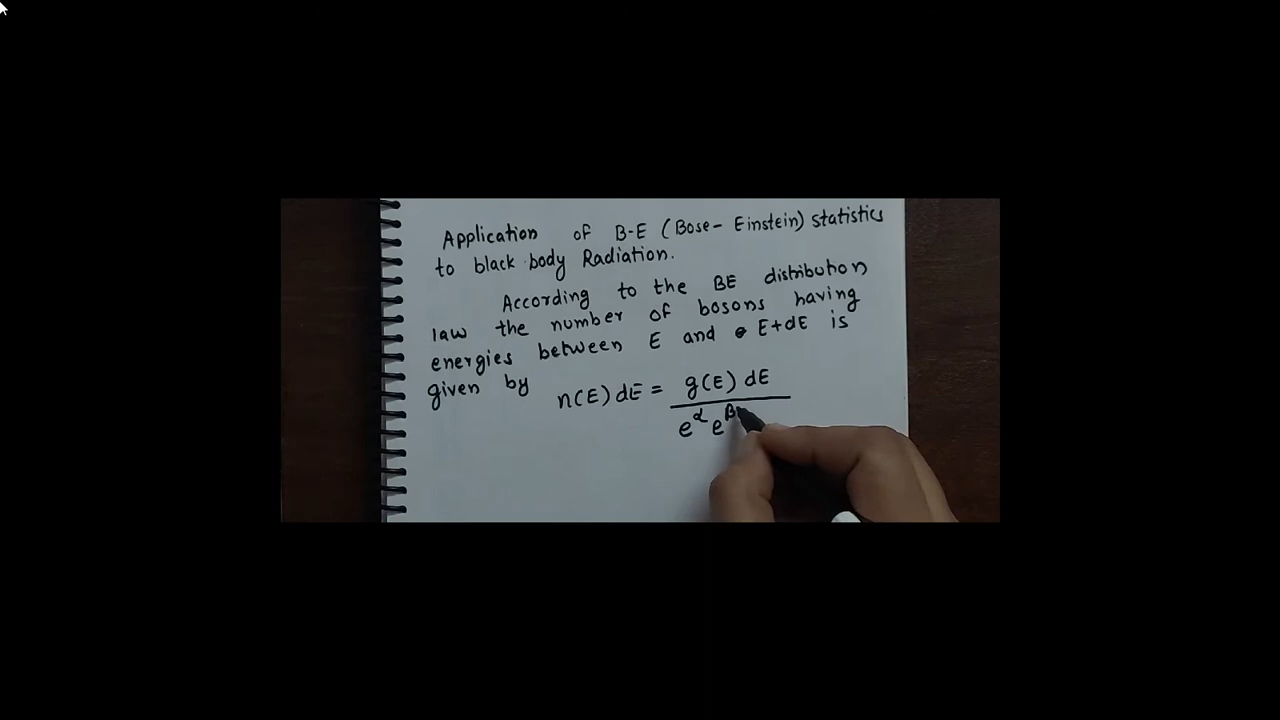 Application of B-E (Bose-Einstein) Statistics
to black body Radiation.
According to the BE distribution
law the number of bosons having
energies between E and E+dE is
given by
n(E) dE = g(E) dE
e^α e^β